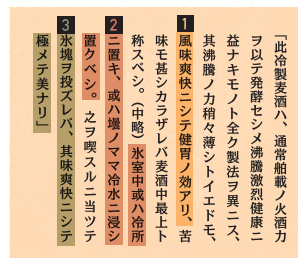 「此冷製麦酒ハ、通常舶載ノ火酒カ
ヲ以テ発酵セシメ沸騰激烈健康ニ
益ナキモノト全ク製法ヲ異ニス、
其沸騰ノ力稍々薄シトイエドモ、
1
風味爽快ニシテ健胃ノ効アリ、苦
味モ甚シカラザレバ麦酒中最上ト
称スベシ。(中略)氷室中或ハ冷所
2
ニ置キ、或ハ壜ノママ冷水ニ浸シ
置クベシ。之ヲ喫スルニ当ツテ
3
氷塊ヲ投ズレバ、其味爽快ニシテ
極メテ美ナリ」